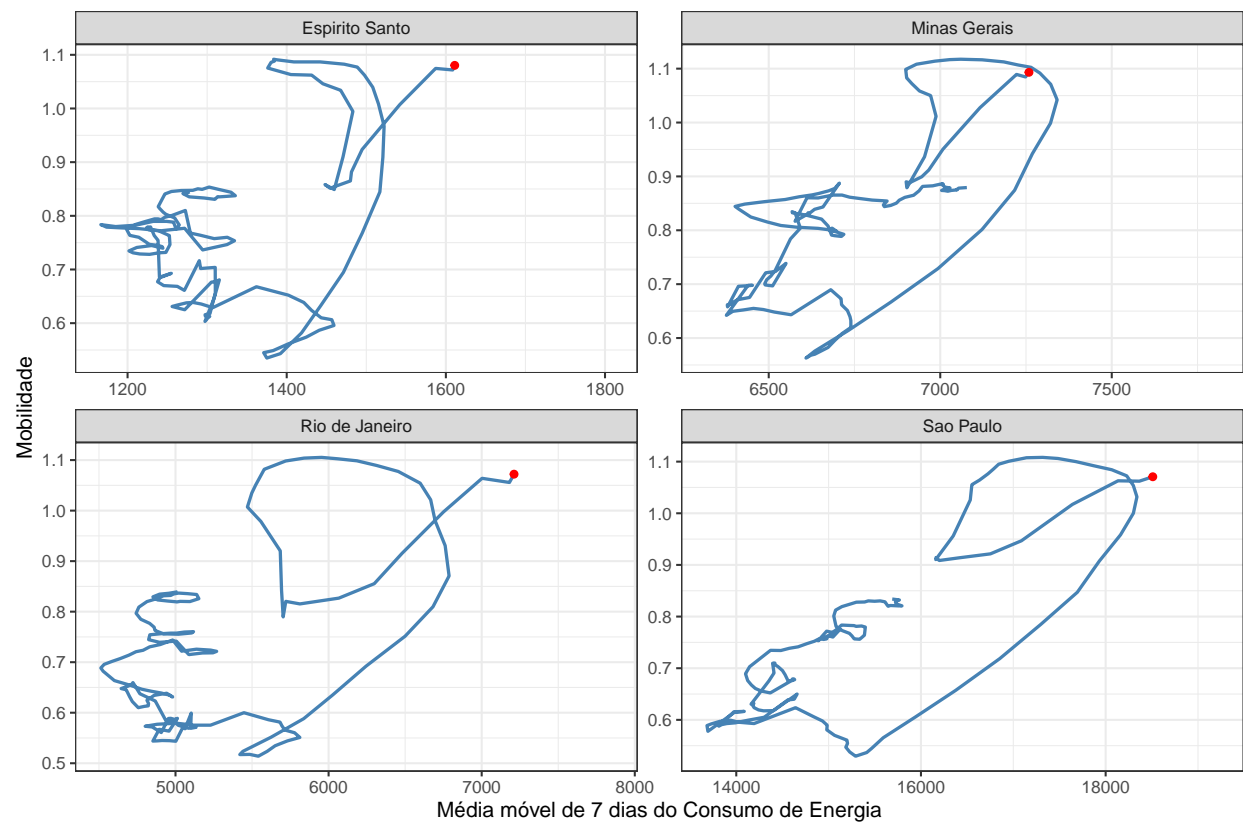 Espirito Santo
Minas Gerais
1.1
1.0
0.9
0.8
0.7
0.6
1200 1400 1600 1800
1.1
1.0
0.9
0.8
0.7
0.6
6500 7000 7500
Mobilidade
Rio de Janeiro
Sao Paulo
1.1
1.0
0.9
0.8
0.7
0.6
0.5
5000 6000 7000 8000
1.1
1.0
0.9
0.8
0.7
0.6
14000 16000 18000
Média móvel de 7 dias do Consumo de Energia